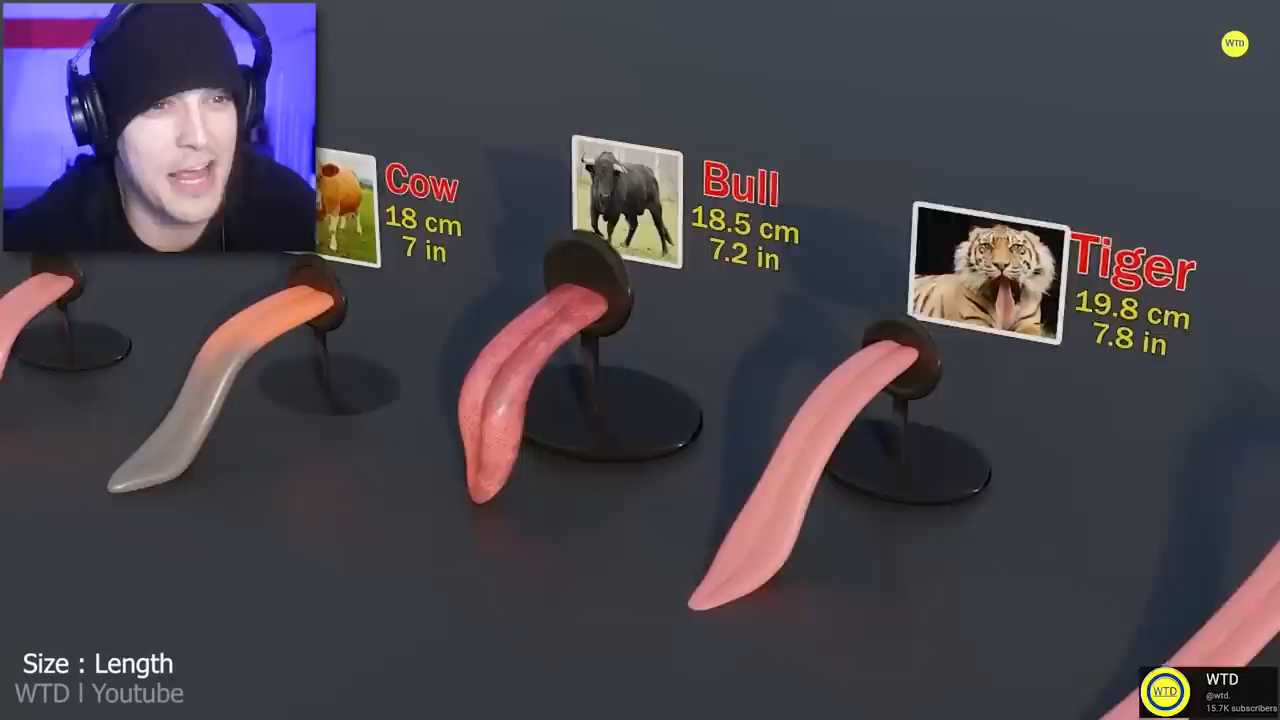 WTD
Cow
18 cm
7 in
Bull
18.5 cm
7.2 in
Tiger
19.8 cm
7.8 in
Size : Length
WTD | Youtube
WTD
WTD
@wtd.
15.7K subscribers